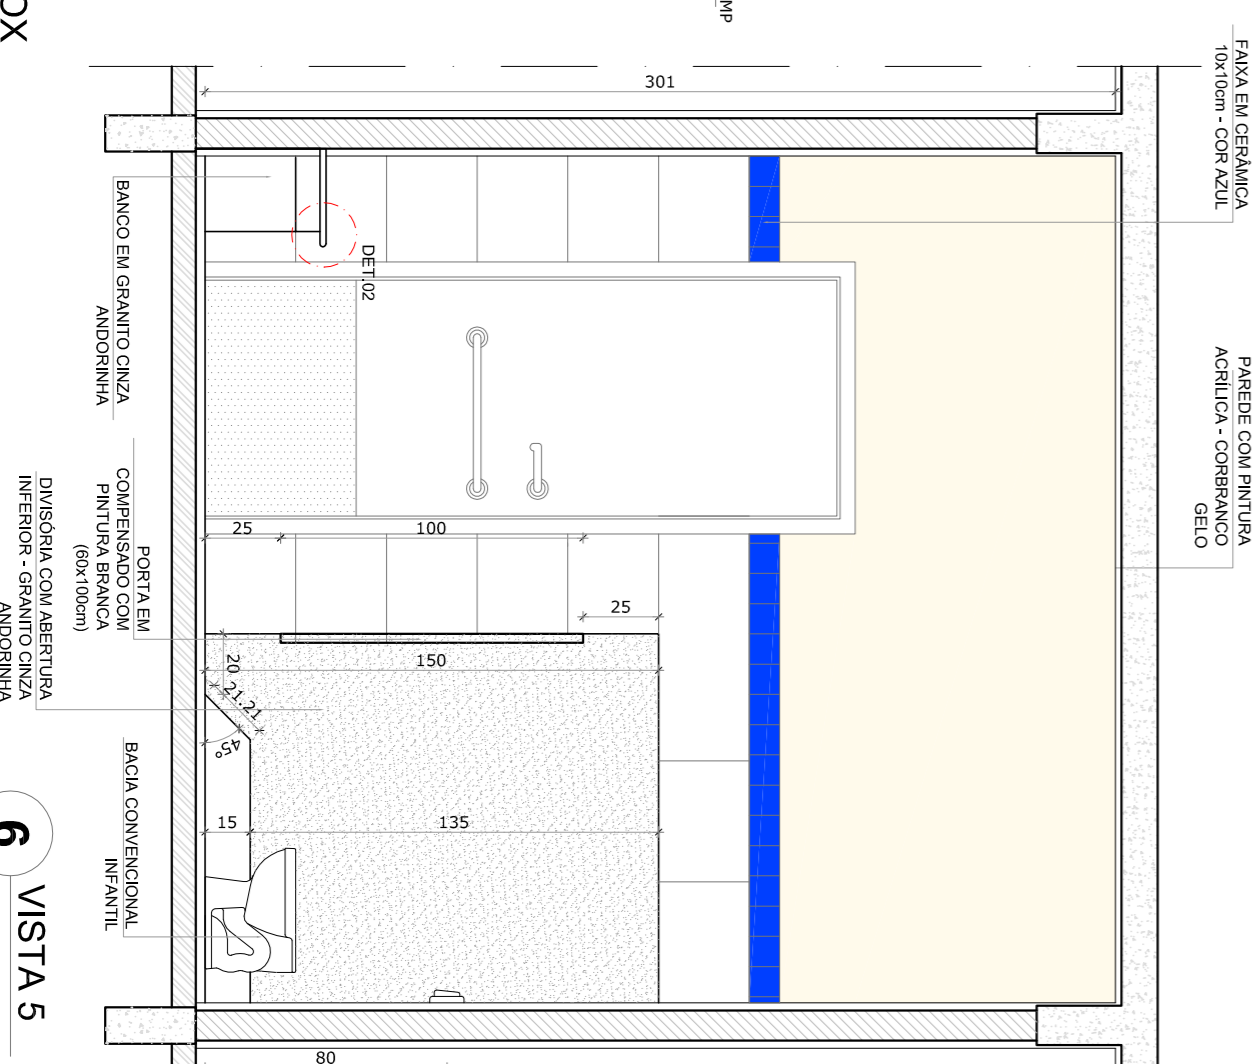 OX
MP
FAIXA EM CERÂMICA
10x10cm - COR AZUL
PAREDE COM PINTURA
ACRÍLICA - CORBRANCO
GELO
301
DET.02
25
100
25
150
20
21.21
45°
15
135
80
BANCO EM GRANITO CINZA
ANDORINHA
PORTA EM
COMPENSADO COM
PINTURA BRANCA
(60x100cm)
DIVISÓRIA COM ABERTURA
INFERIOR - GRANITO CINZA
ANDORINHA
BACIA CONVENCIONAL
INFANTIL
6
VISTA 5